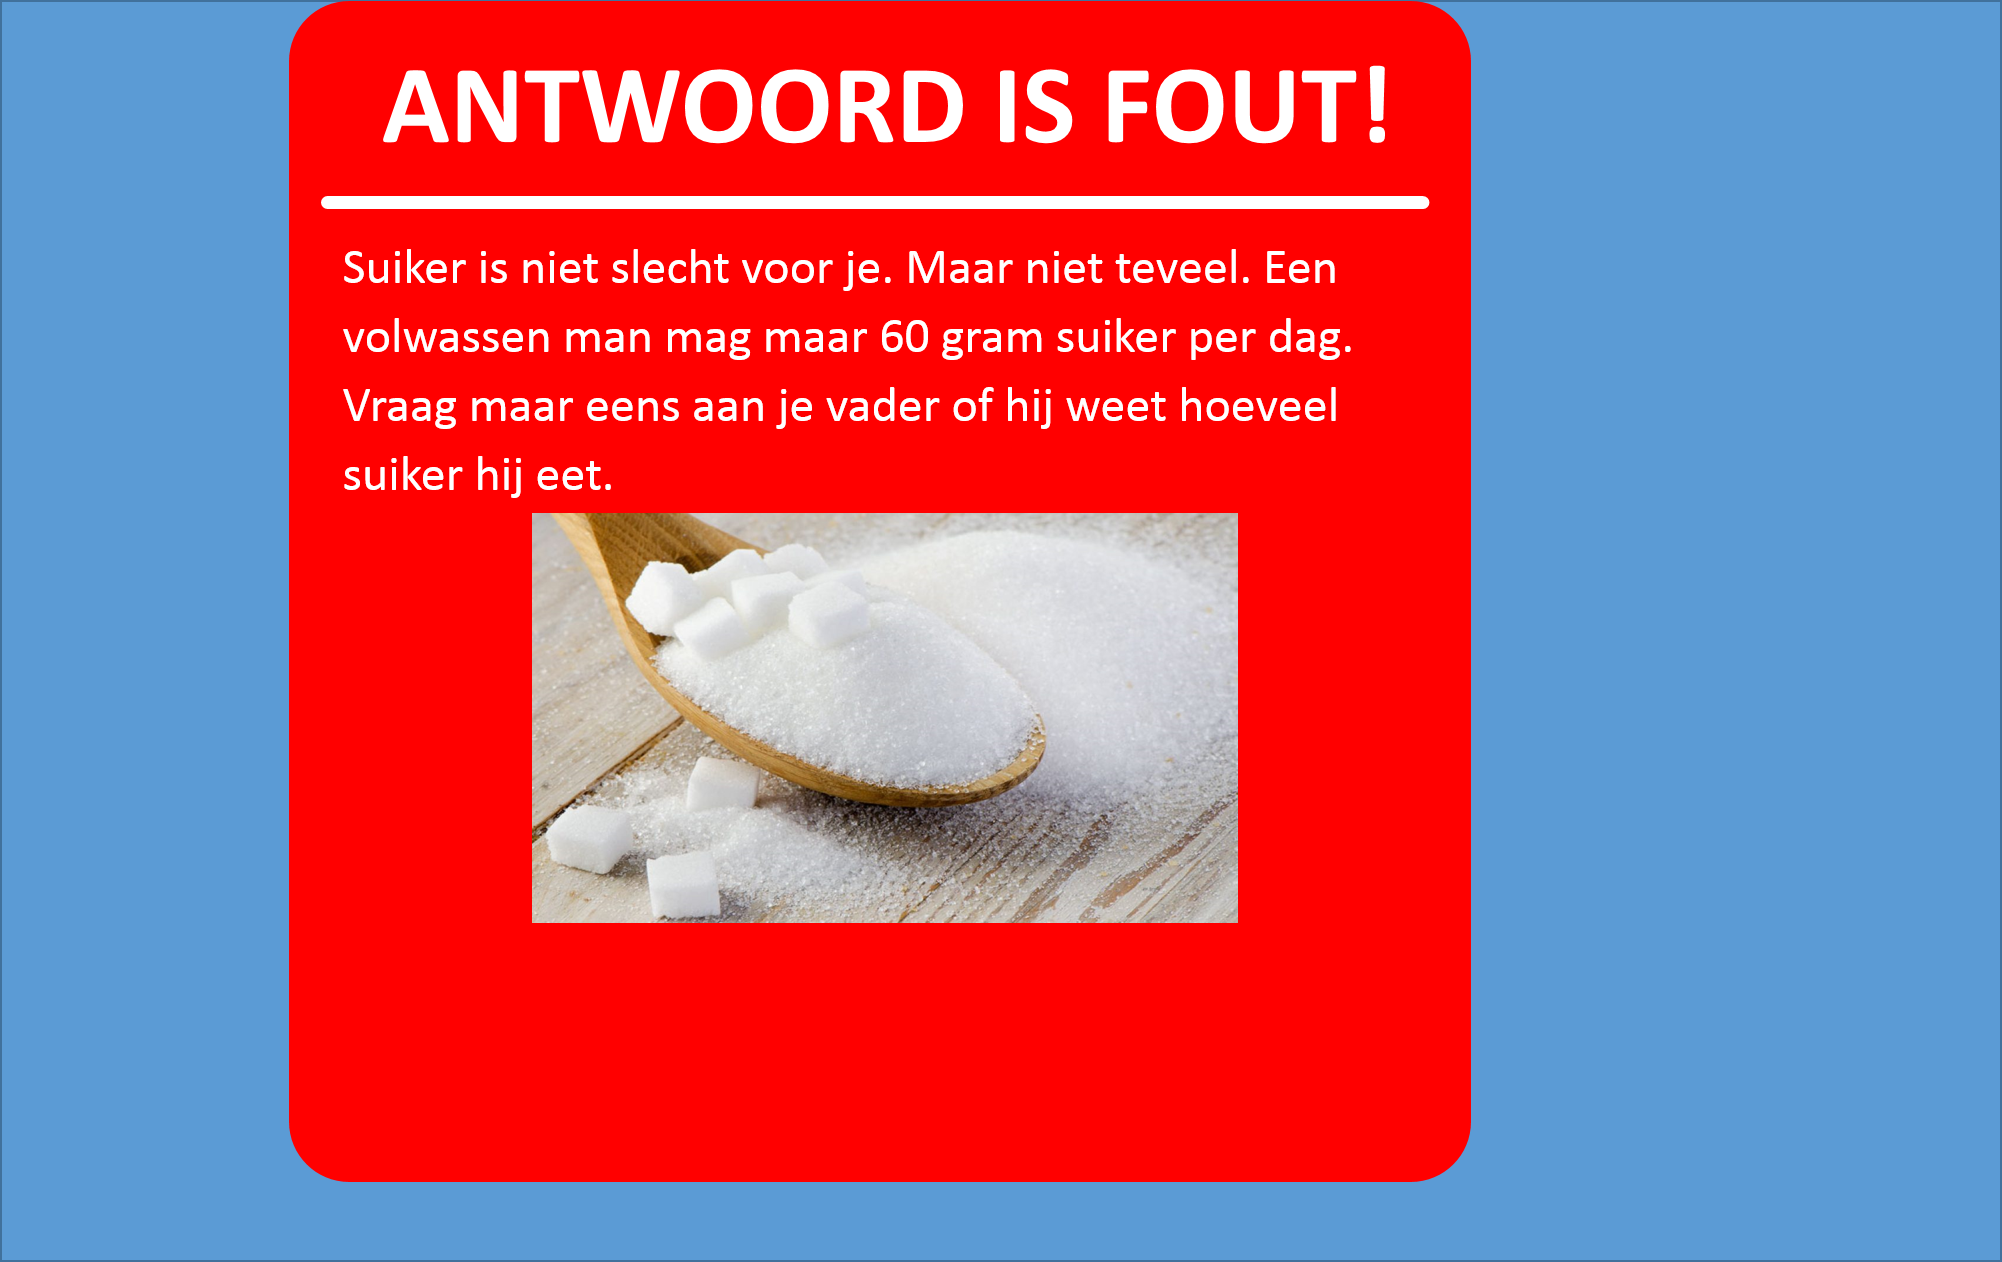 ANTWOORD IS FOUT!
Suiker is niet slecht voor je. Maar niet teveel. Een
volwassen man mag maar 60 gram suiker per dag.
Vraag maar eens aan je vader of hij weet hoeveel
suiker hij eet.